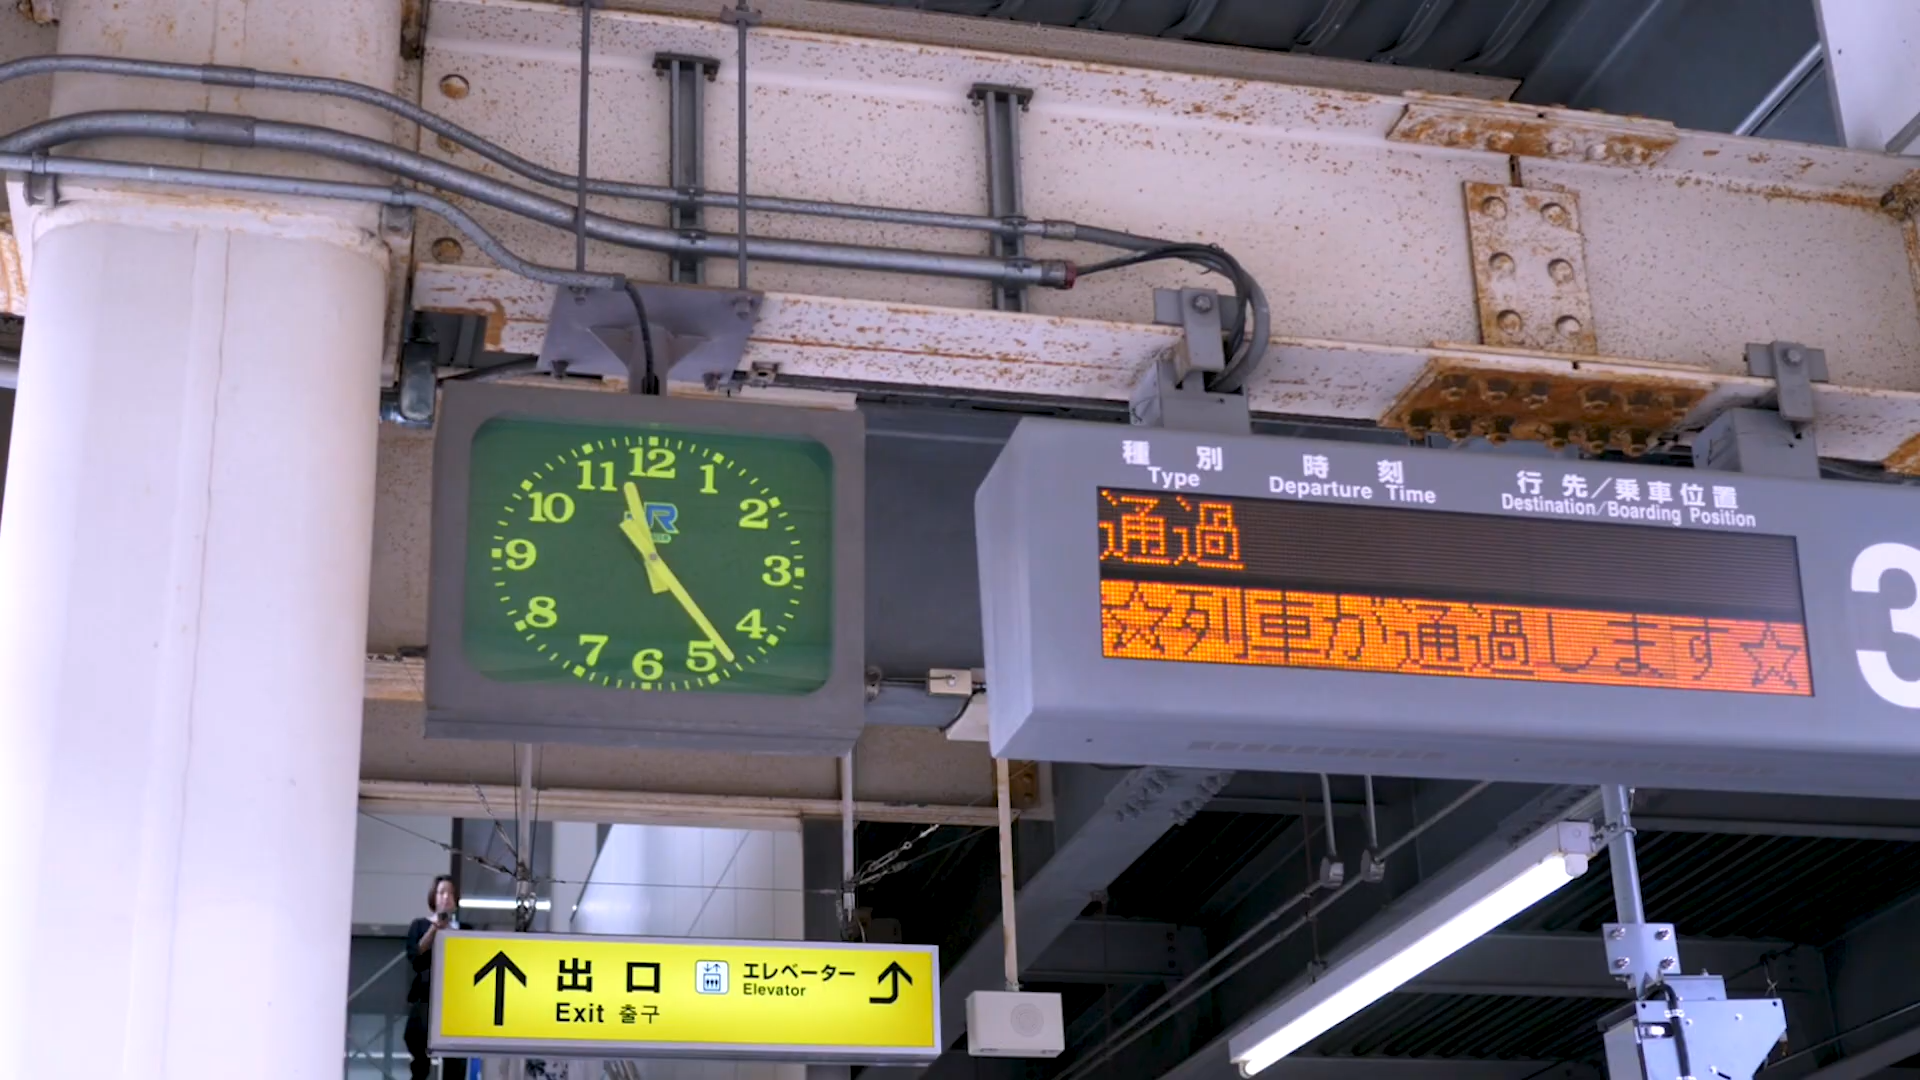 12
1
2
3
4
5
6
7
8
9
10
11
JR
種別 時刻 行先/乗車位置
Type Departure Time Destination/Boarding Position
通過
☆列車が通過します☆
3
出口 エレベーター
Exit 출구 Elevator